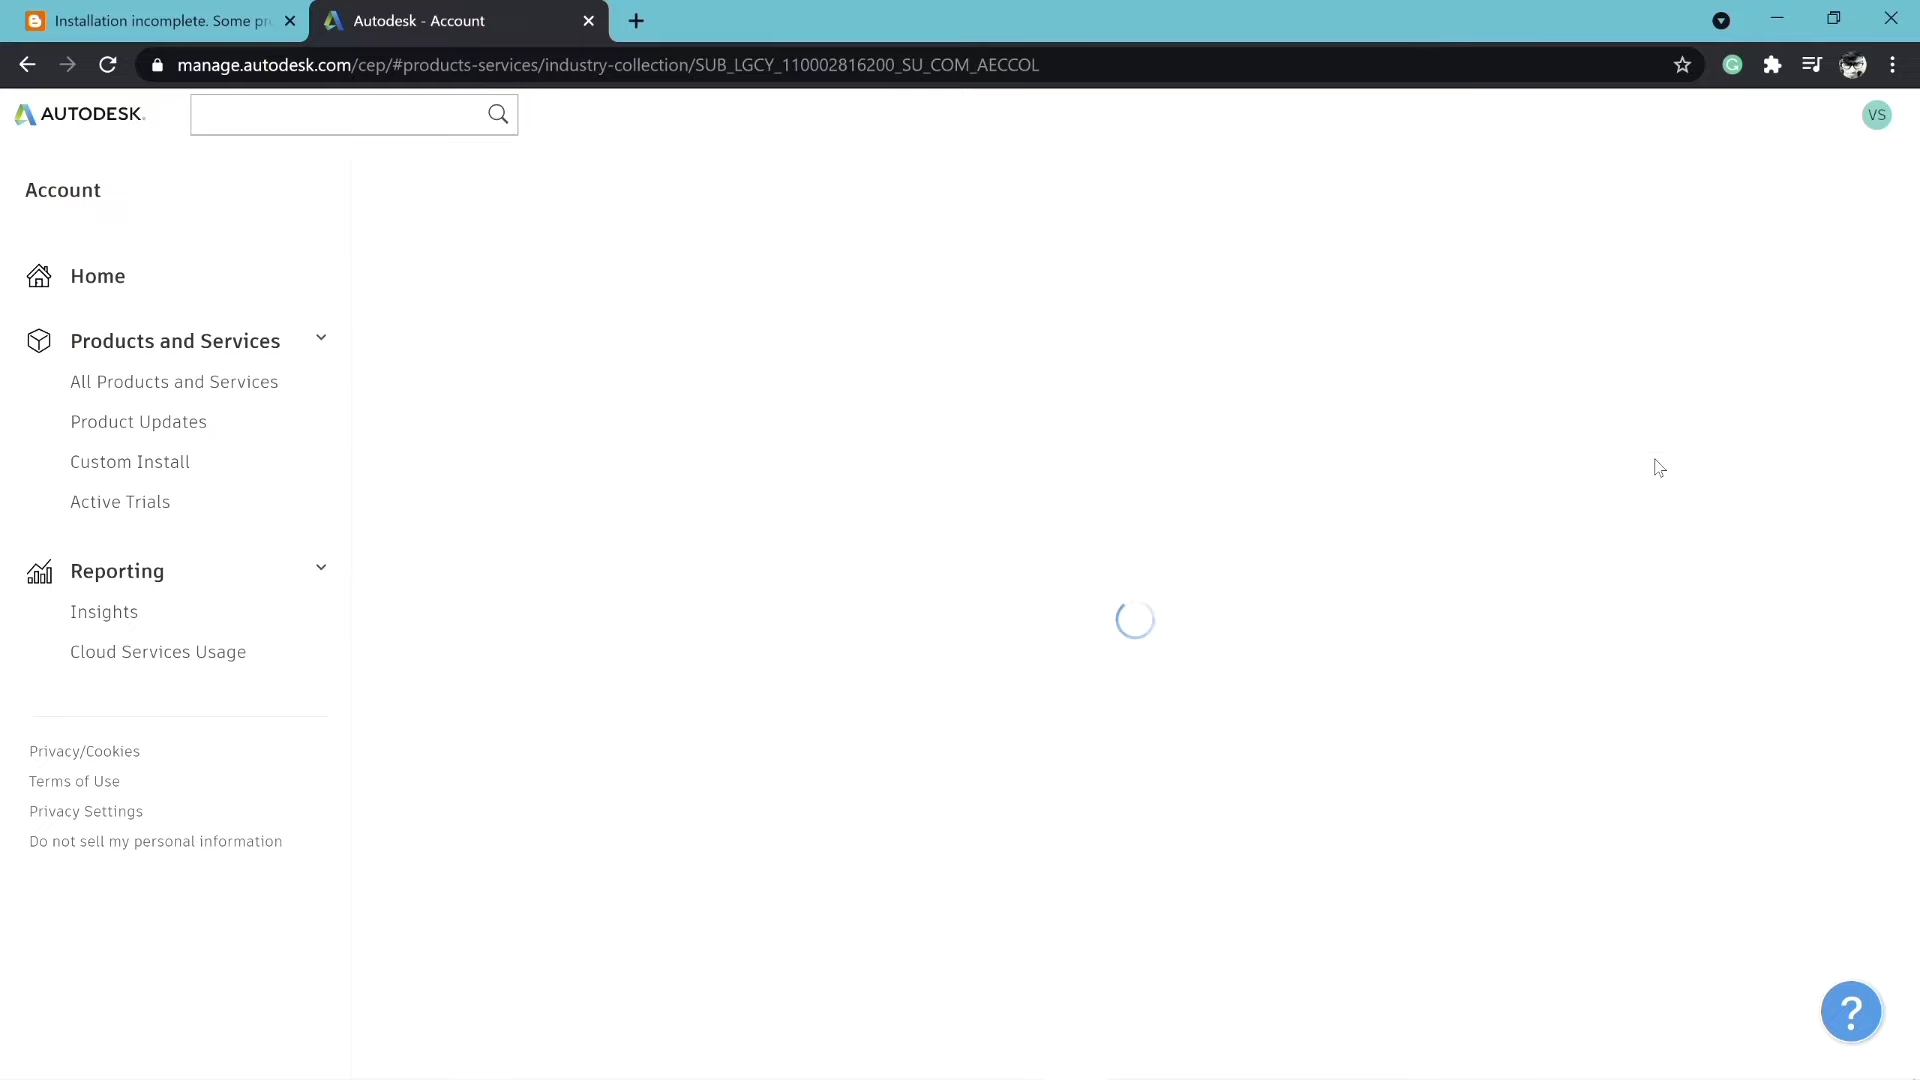 Installation incomplete. Some pr
Autodesk - Account
manage.autodesk.com/cep/#products-services/industry-collection/SUB_LGCY_110002816200_SU_COM_AECCOL
AUTODESK.
VS
Account
Home
Products and Services
All Products and Services
Product Updates
Custom Install
Active Trials
Reporting
Insights
Cloud Services Usage
Privacy/Cookies
Terms of Use
Privacy Settings
Do not sell my personal information
?